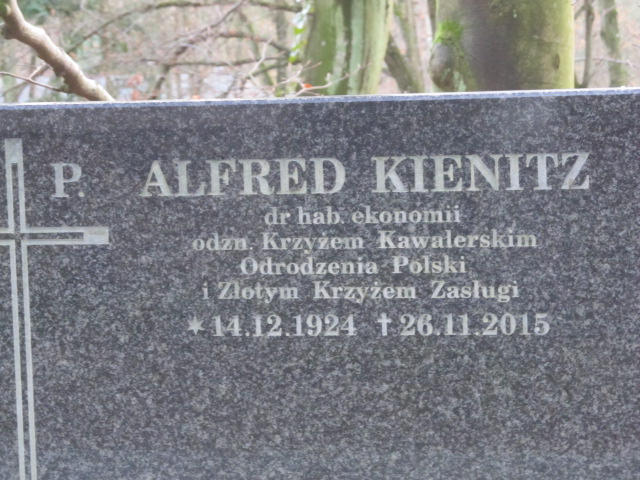 Ś. P. ALFRED KIENITZ
dr hab. ekonomii
odzn. Krzyżem Kawalerskim
Odrodzenia Polski
i Złotym Krzyżem Zasługi
* 14.12.1924 † 26.11.2015